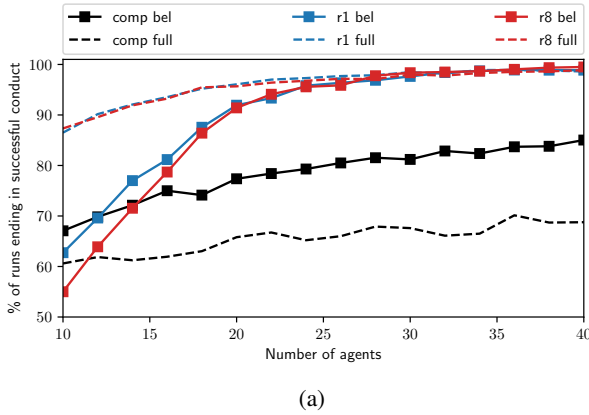 comp bel r1 bel r8 bel
comp full r1 full r8 full
% of runs ending in successful conduct
100
90
80
70
60
50
10 15 20 25 30 35 40
Number of agents
(a)